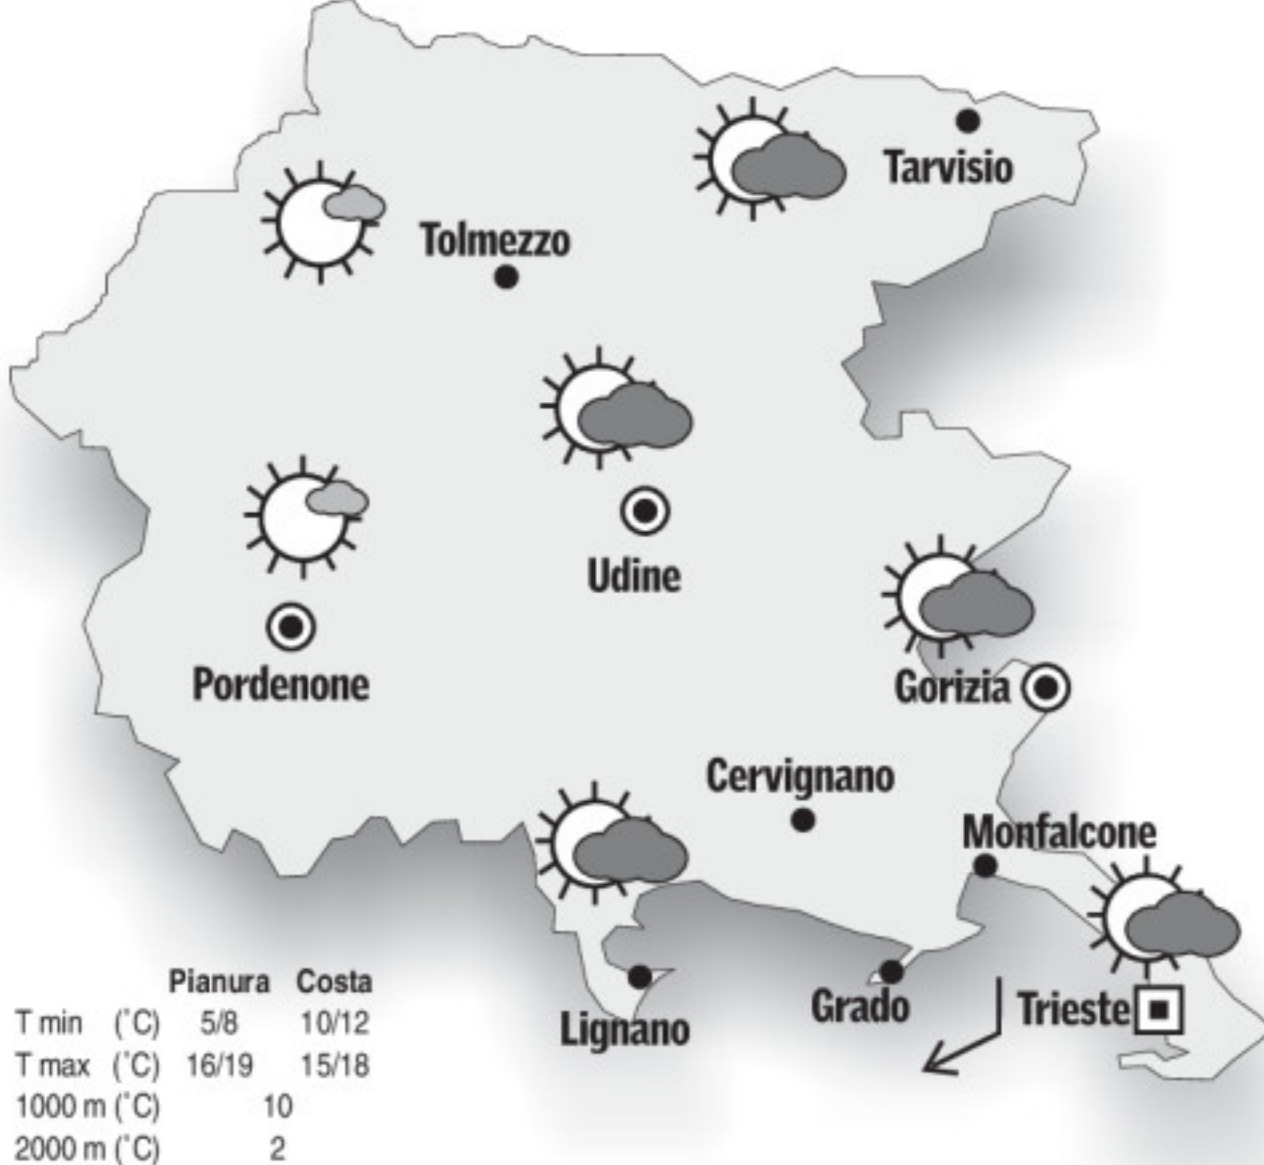 Tarvisio
Tolmezzo
Udine
Pordenone
Gorizia
Cervignano
Monfalcone
Grado
Trieste
Lignano
Pianura Costa
T min (°C) 5/8 10/12
T max (°C) 16/19 15/18
1000 m (°C) 10
2000 m (°C) 2